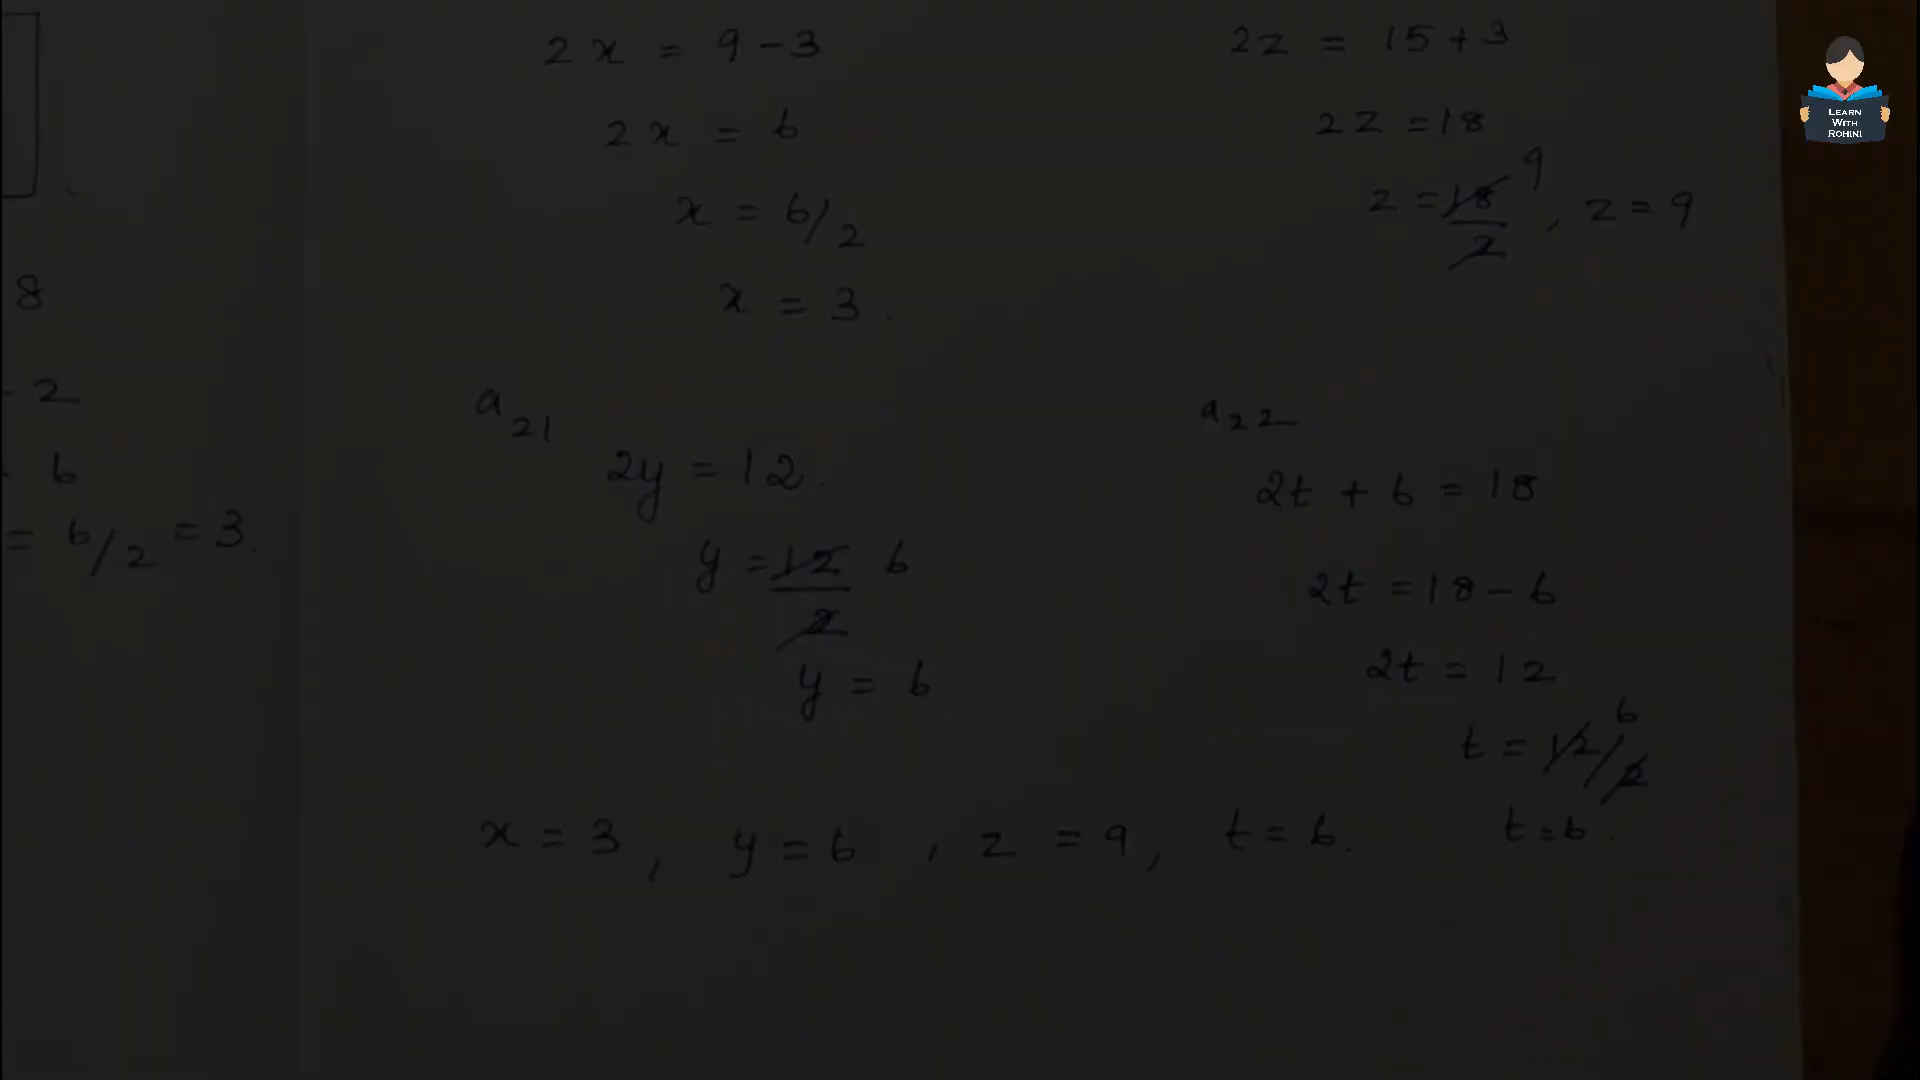 2x = 9 - 3
2x = 6
x = 6/2
x = 3
2z = 15 + 3
2z = 18
z = 18/2 9, z = 9
8
- 2
6
= 6/2 = 3.
a21
2y = 12.
y = 12/2 6
y = 6
a22
2t + 6 = 18
2t = 18 - 6
2t = 12
t = 12/2 6
t = 6.
x = 3, y = 6, z = 9, t = 6.
LEARN
WITH
ROHINI